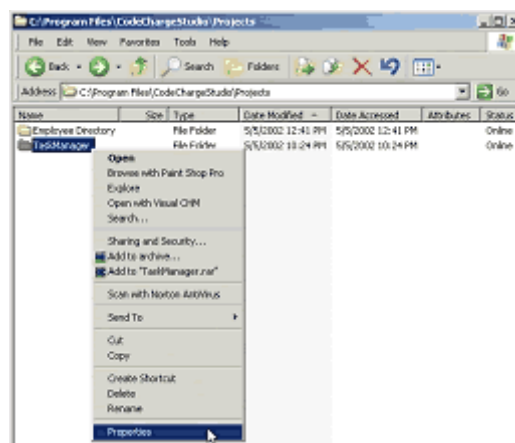 C:\Program Files\CodeChargeStudio\Projects
File Edit View Favorites Tools Help
Back Search Folders
Address C:\Program Files\CodeChargeStudio\Projects Go
Name Size Type Date Modified Date Accessed Attributes Status
Employee Directory File Folder 5/5/2002 12:41 PM 5/5/2002 12:41 PM Online
TaskManager File Folder 5/5/2002 10:24 PM 5/5/2002 10:24 PM Online
Open
Browse with Paint Shop Pro
Explore
Open with Visual CHM
Search...
Sharing and Security...
Add to archive...
Add to "TaskManager.rar"
Scan with Norton AntiVirus
Send To
Cut
Copy
Create Shortcut
Delete
Rename
Properties